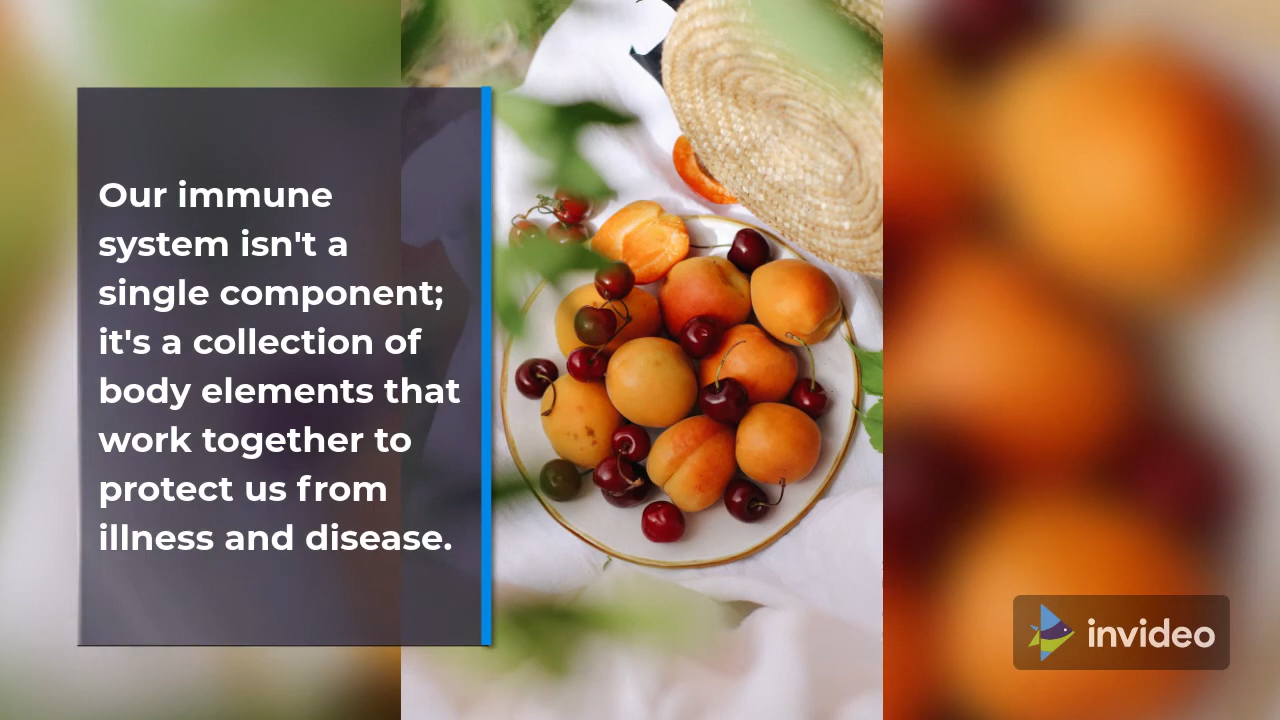 Our immune
system isn't a
single component;
it's a collection of
body elements that
work together to
protect us from
illness and disease.
invideo